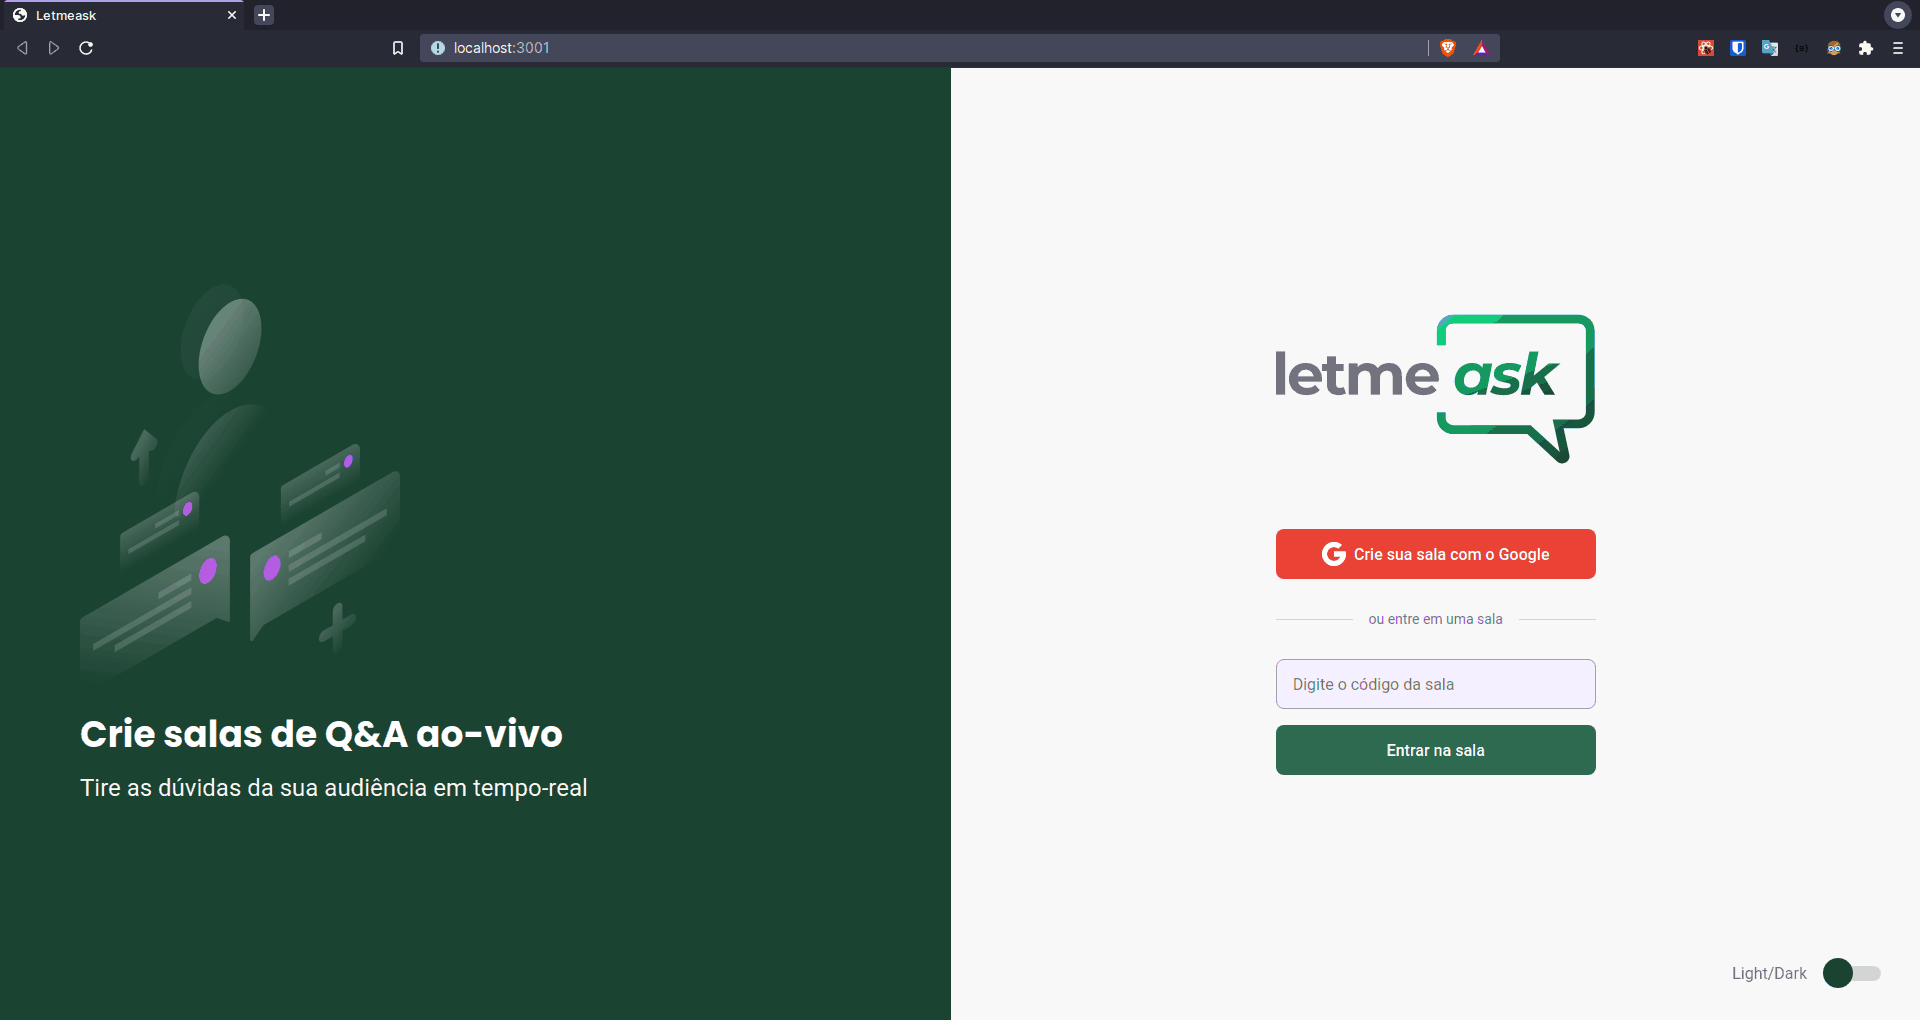 Letmeask
localhost:3001
letme ask
Crie sua sala com o Google
ou entre em uma sala
Digite o código da sala
Entrar na sala
Crie salas de Q&A ao-vivo
Tire as dúvidas da sua audiência em tempo-real
Light/Dark